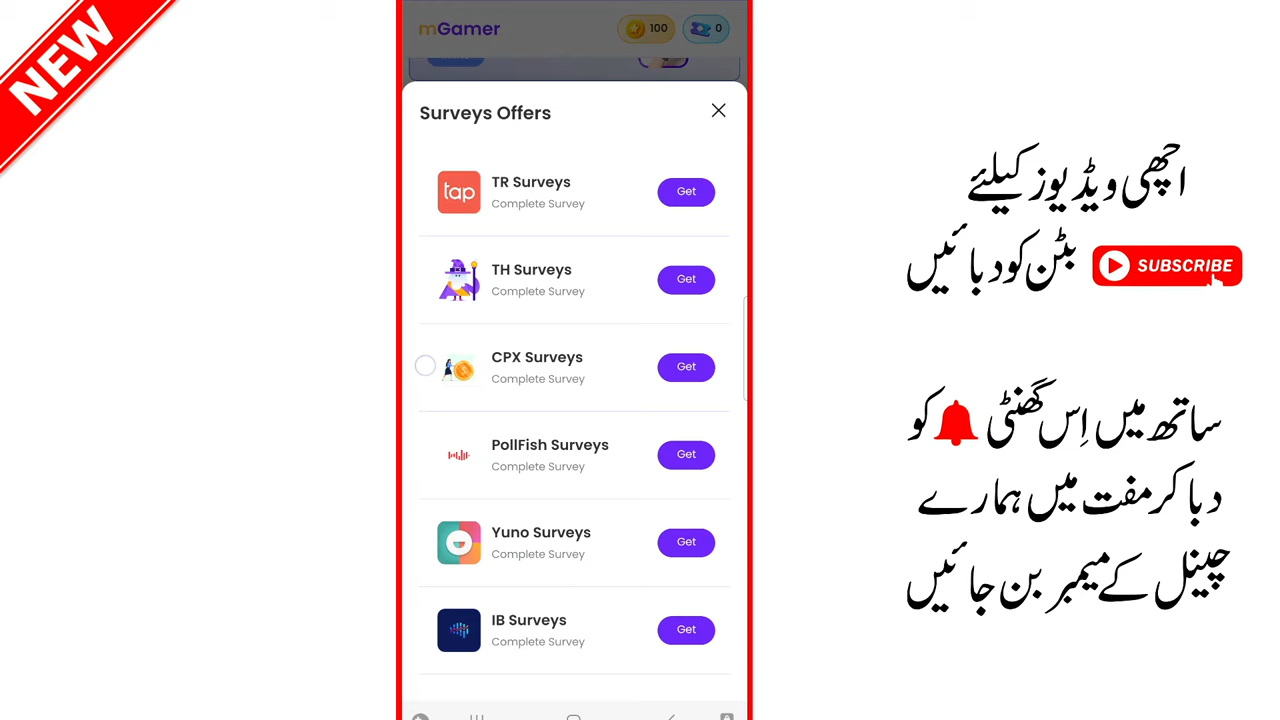 NEW
mGamer
100
0
Surveys Offers
tap
TR Surveys
Complete Survey
Get
TH Surveys
Complete Survey
Get
CPX Surveys
Complete Survey
Get
PollFish Surveys
Complete Survey
Get
Yuno Surveys
Complete Survey
Get
IB Surveys
Complete Survey
Get
اچھی ویڈیوز کیلئے
بٹن کو دبائیں SUBSCRIBE
ساتھ میں اِس گھنٹی کو
دبا کر مفت میں ہمارے
چینل کے میمبر بن جائیں